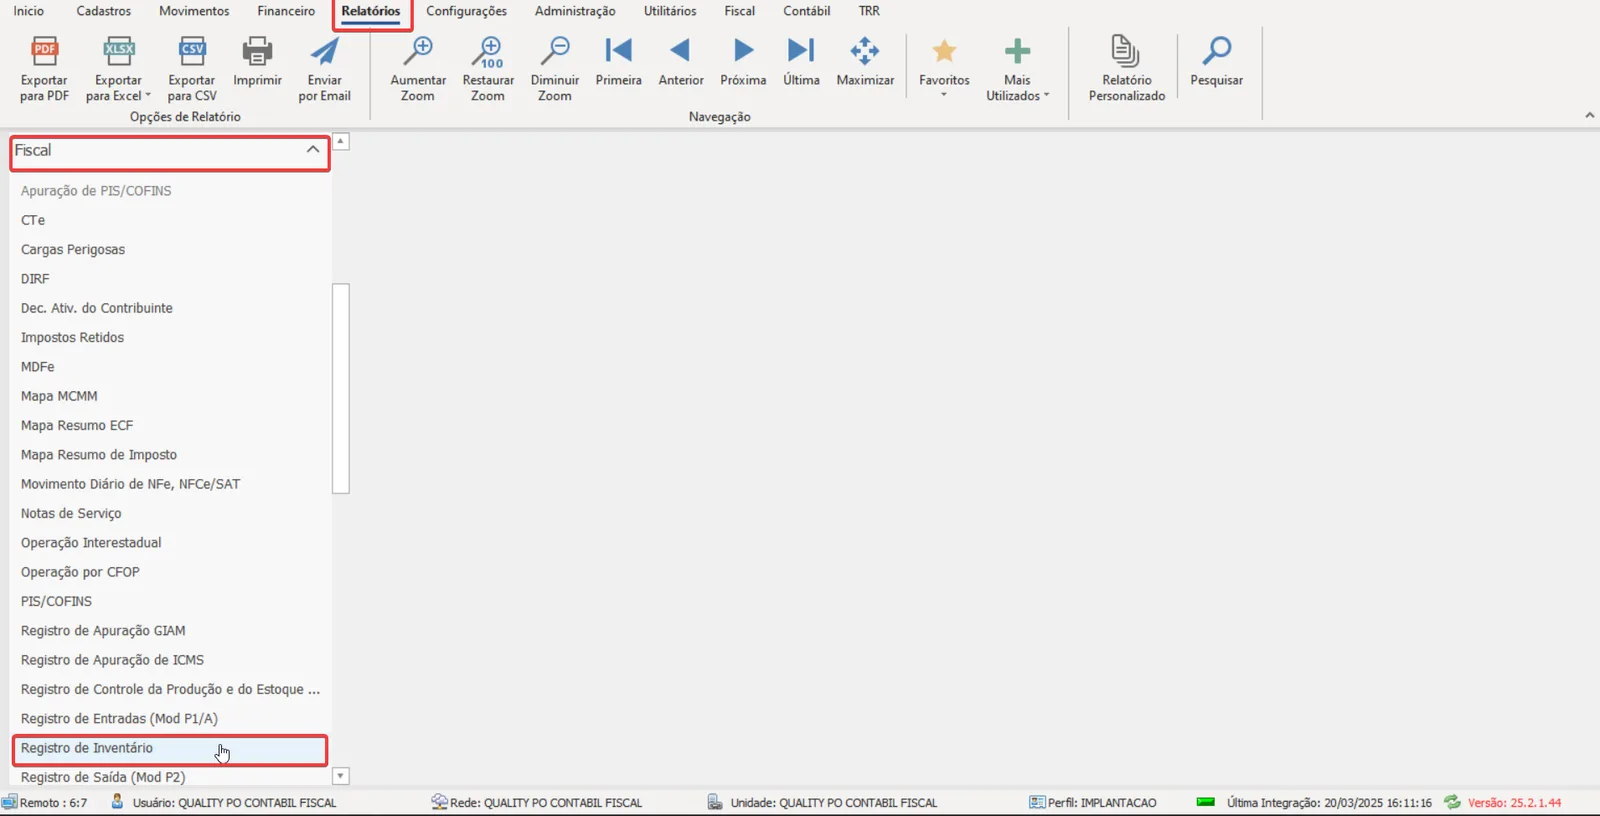 Inicio Cadastros Movimentos Financeiro Relatórios Configurações Administração Utilitários Fiscal Contábil TRR
PDF XLSX CSV 100
Exportar para PDF
Exportar para Excel
Exportar para CSV
Imprimir
Enviar por Email
Aumentar Zoom
Restaurar Zoom
Diminuir Zoom
Primeira
Anterior
Próxima
Última
Maximizar
Favoritos
Mais Utilizados
Relatório Personalizado
Pesquisar
Opções de Relatório
Navegação
Fiscal
Apuração de PIS/COFINS
CTe
Cargas Perigosas
DIRF
Dec. Ativ. do Contribuinte
Impostos Retidos
MDFe
Mapa MCMM
Mapa Resumo ECF
Mapa Resumo de Imposto
Movimento Diário de NFe, NFCe/SAT
Notas de Serviço
Operação Interestadual
Operação por CFOP
PIS/COFINS
Registro de Apuração GIAM
Registro de Apuração de ICMS
Registro de Controle da Produção e do Estoque ...
Registro de Entradas (Mod P1/A)
Registro de Inventário
Registro de Saída (Mod P2)
Remoto : 6:7 Usuário: QUALITY PO CONTABIL FISCAL Rede: QUALITY PO CONTABIL FISCAL Unidade: QUALITY PO CONTABIL FISCAL Perfil: IMPLANTACAO Última Integração: 20/03/2025 16:11:16 Versão: 25.2.1.44